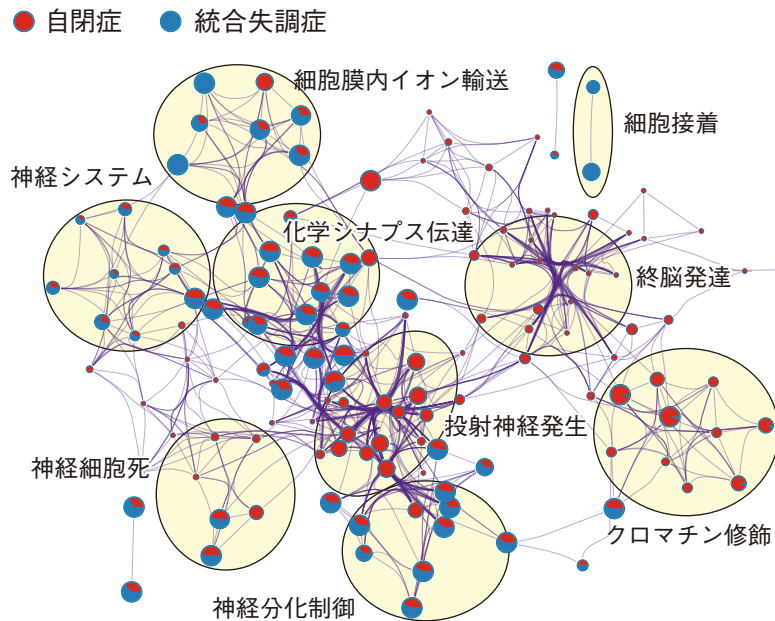 自閉症 統合失調症
細胞膜内イオン輸送
細胞接着
神経システム
化学シナプス伝達
終脳発達
投射神経発生
神経細胞死
クロマチン修飾
神経分化制御